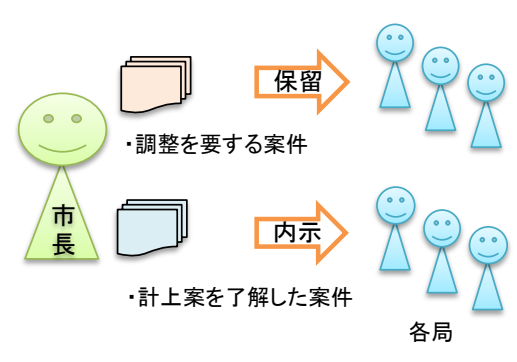 保留
・調整を要する案件
市長
内示
・計上案を了解した案件
各局